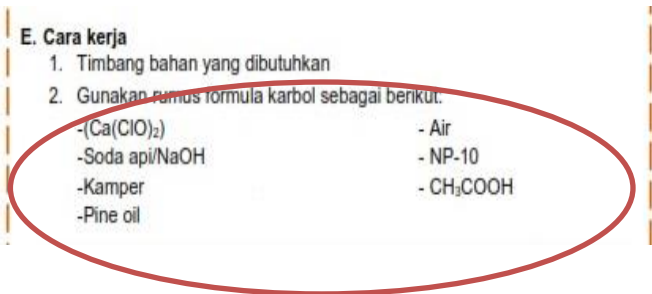 E. Cara kerja
1. Timbang bahan yang dibutuhkan
2. Gunakan rumus formula karbol sebagai berikut:
-(Ca(ClO)₂) - Air
-Soda api/NaOH - NP-10
-Kamper - CH₃COOH
-Pine oil